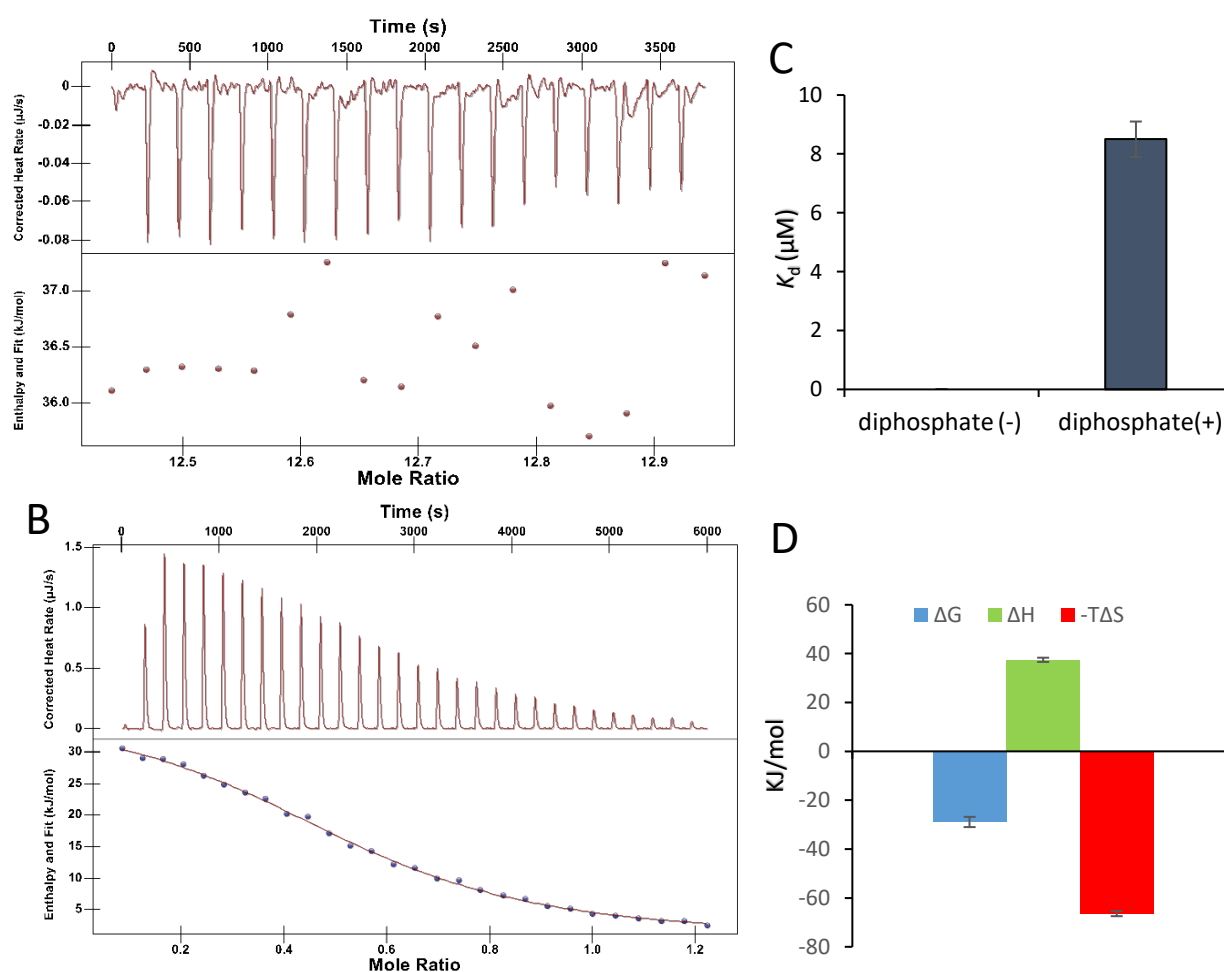 Time (s)
0 500 1000 1500 2000 2500 3000 3500
Corrected Heat Rate (µJ/s)
0
-0.02
-0.04
-0.06
-0.08
Enthalpy and Fit (kJ/mol)
37.0
36.5
36.0
12.5 12.6 12.7 12.8 12.9
Mole Ratio
B
Time (s)
0 1000 2000 3000 4000 5000 6000
Corrected Heat Rate (µJ/s)
1.5
1.0
0.5
0
Enthalpy and Fit (kJ/mol)
30
25
20
15
10
5
0.2 0.4 0.6 0.8 1.0 1.2
Mole Ratio
C
Kd (µM)
10
8
6
4
2
0
diphosphate (-) diphosphate(+)
D
KJ/mol
60
40
20
0
-20
-40
-60
-80
ΔG ΔH -TΔS